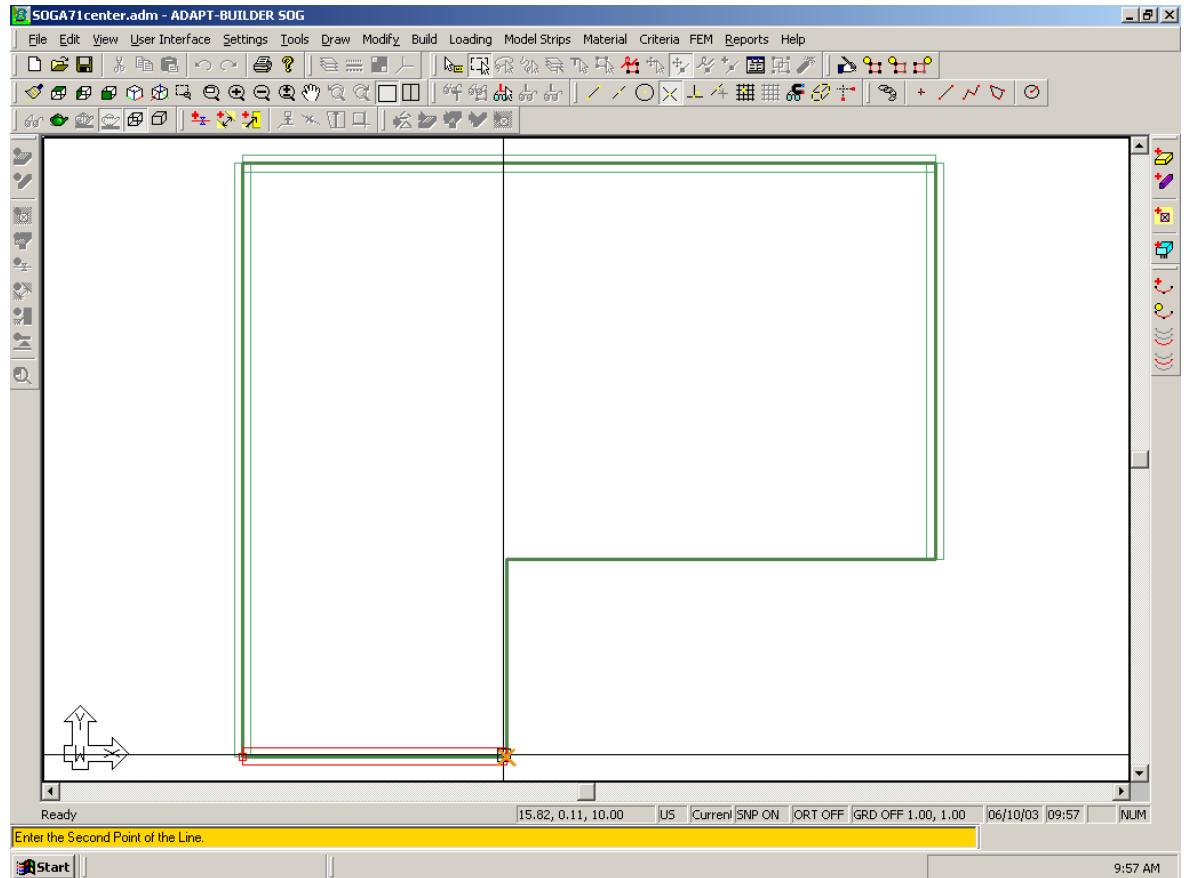 SOGA71center.adm - ADAPT-BUILDER SOG
File Edit View User Interface Settings Tools Draw Modify Build Loading Model Strips Material Criteria FEM Reports Help
Y
W X
Ready 15.82, 0.11, 10.00 US Current SNP ON ORT OFF GRD OFF 1.00, 1.00 06/10/03 09:57 NUM
Enter the Second Point of the Line.
Start 9:57 AM